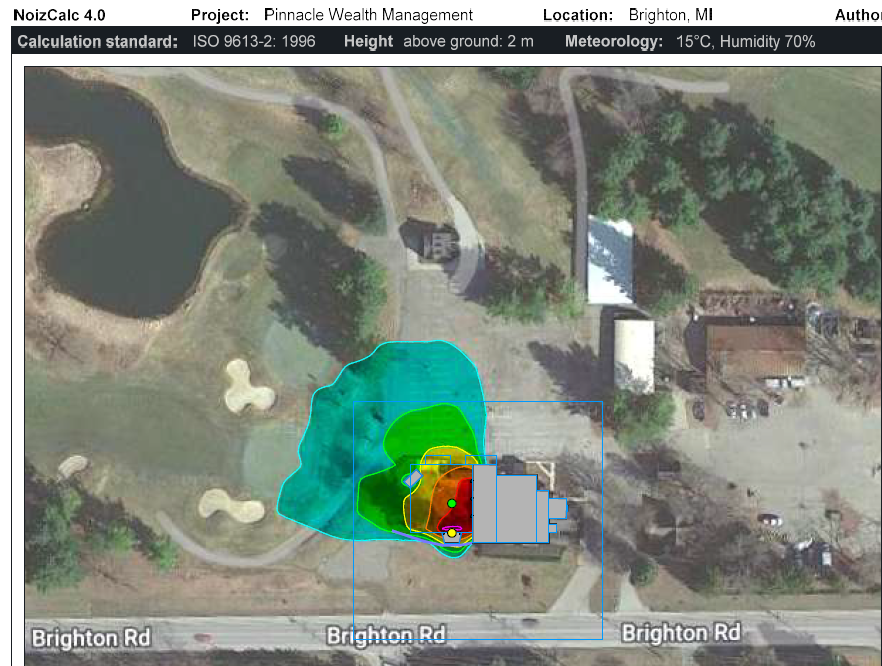 NoizCalc 4.0 Project: Pinnacle Wealth Management Location: Brighton, MI Author
Calculation standard: ISO 9613-2: 1996 Height above ground: 2 m Meteorology: 15°C, Humidity 70%
Brighton Rd Brighton Rd Brighton Rd